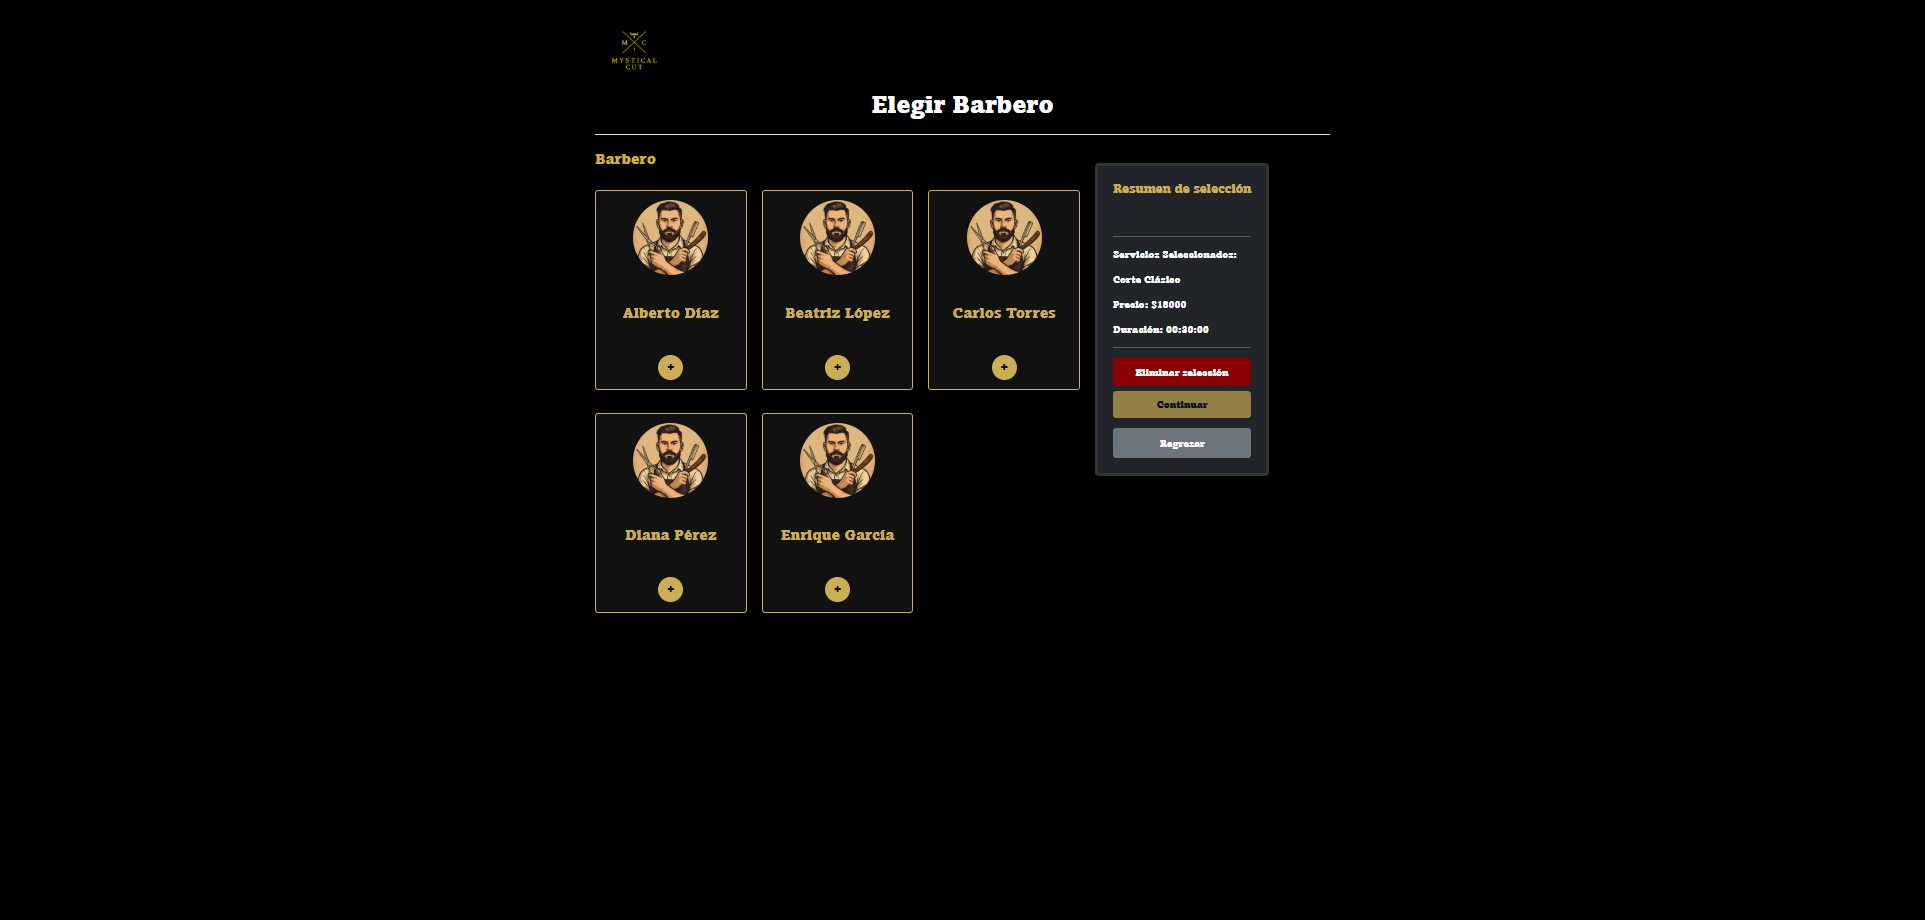 M C
MYSTICAL
CUT
Elegir Barbero
Barbero
Alberto Díaz
+
Beatriz López
+
Carlos Torres
+
Diana Pérez
+
Enrique García
+
Resumen de selección
Servicios Seleccionados:
Corte Clásico
Precio: $18000
Duración: 00:30:00
Eliminar selección
Continuar
Regresar